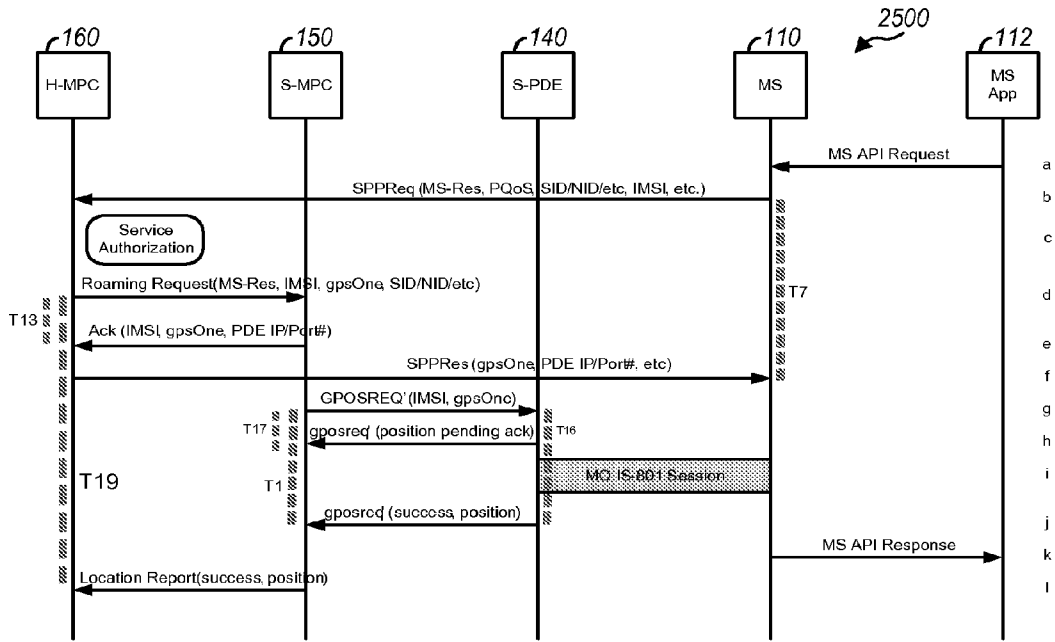 2500
160
150
140
110
112
H-MPC
S-MPC
S-PDE
MS
MS
App
MS API Request
a
SPPReq (MS-Res, PQoS, SID/NID/etc, IMSI, etc.)
b
Service
Authorization
c
Roaming Request(MS-Res, IMSI, gpsOne, SID/NID/etc)
d
T7
T13
Ack (IMSI, gpsOne, PDE IP/Port#)
e
SPPRes (gpsOne, PDE IP/Port#, etc)
f
GPOSREQ' (IMSI, gpsOne)
g
T17
gposreq' (position pending ack)
T16
h
T19
T1
MO IS-801 Session
i
gposreq' (success, position)
j
MS API Response
k
Location Report(success, position)
l